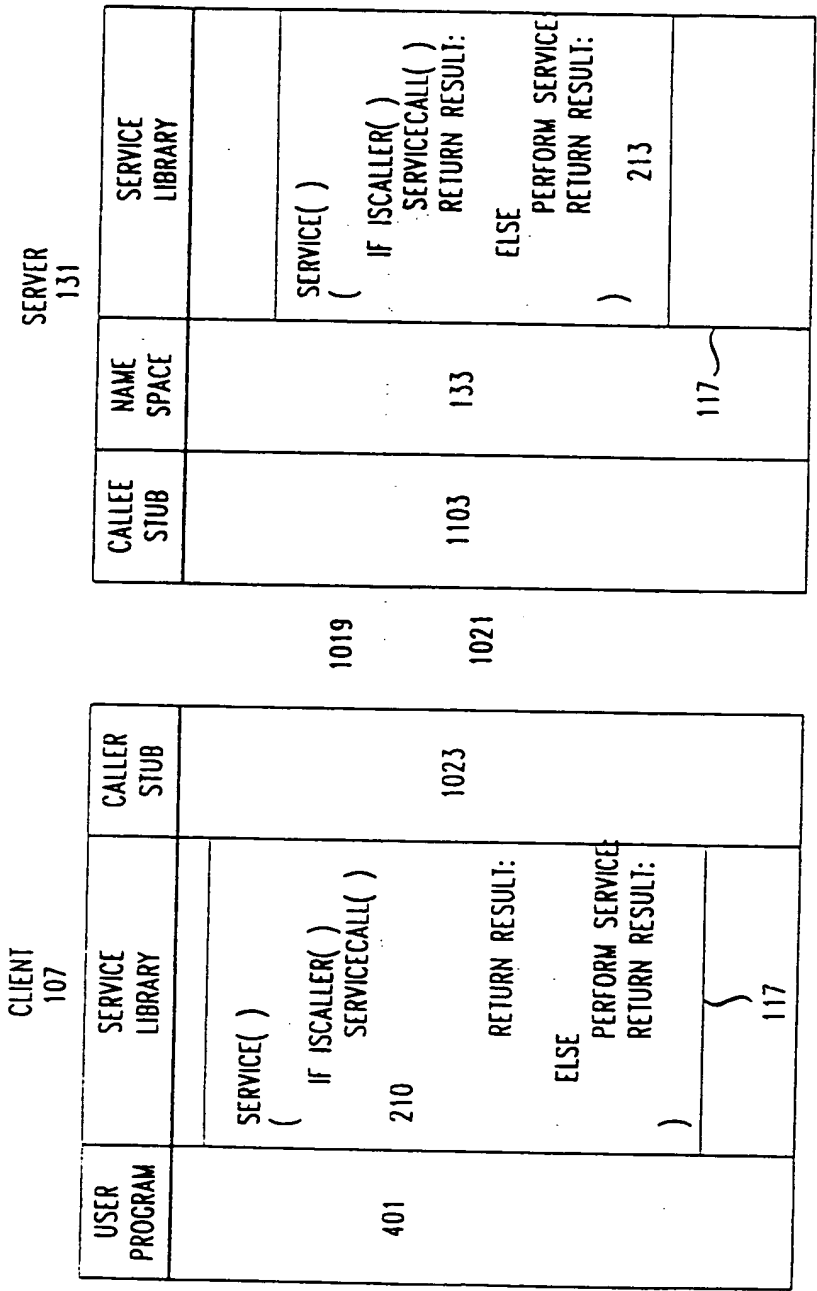 CLIENT
107
USER
PROGRAM
SERVICE
LIBRARY
CALLER
STUB
401
SERVICE( )
(
IF ISCALLER( )
210
SERVICECALL( )
RETURN RESULT:
ELSE
PERFORM SERVICE:
RETURN RESULT:
)
117
1023
1019
1021
SERVER
131
CALLEE
STUB
NAME
SPACE
SERVICE
LIBRARY
1103
133
117
SERVICE( )
(
IF ISCALLER( )
SERVICECALL( )
RETURN RESULT:
ELSE
PERFORM SERVICE:
RETURN RESULT:
)
213